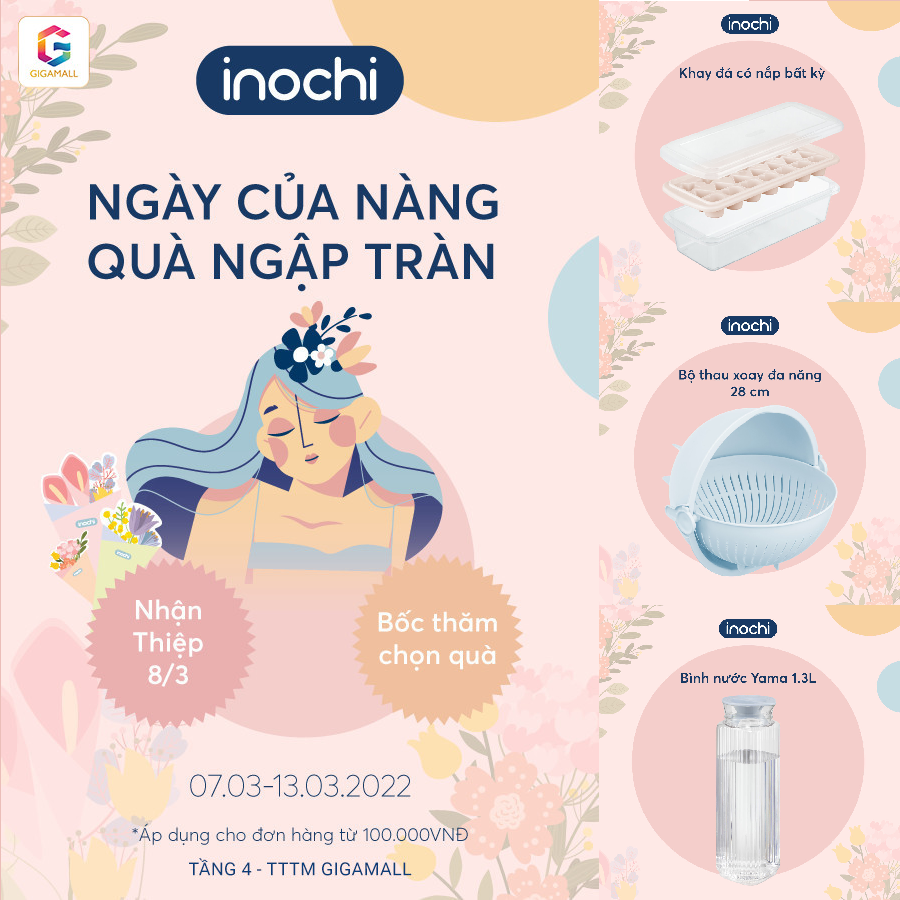 GIGAMALL
inochi
NGÀY CỦA NÀNG
QUÀ NGẬP TRÀN
inochi
Nhận
Thiệp
8/3
Bốc thăm
chọn quà
07.03-13.03.2022
*Áp dụng cho đơn hàng từ 100.000VNĐ
TẦNG 4 - TTTM GIGAMALL
inochi
Khay đá có nắp bất kỳ
inochi
Bộ thau xoay đa năng
28 cm
inochi
Bình nước Yama 1.3L